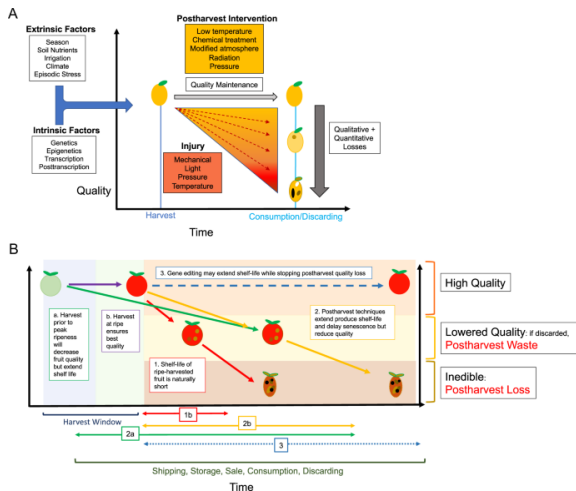 A
Extrinsic Factors
Season
Soil Nutrients
Irrigation
Climate
Episodic Stress
Intrinsic Factors
Genetics
Epigenetics
Transcription
Posttranscription
Postharvest Intervention
Low temperature
Chemical treatment
Modified atmosphere
Radiation
Pressure
Quality Maintenance
Injury
Mechanical
Light
Pressure
Temperature
Qualitative +
Quantitative
Losses
Quality
Harvest
Consumption/Discarding
Time
B
3. Gene editing may extend shelf-life while stopping postharvest quality loss
High Quality
a. Harvest
prior to
peak
ripeness
will
decrease
fruit quality
but extend
shelf life
b. Harvest
at ripe
ensures
best
quality
2. Postharvest techniques
extend produce shelf-life
and delay senescence but
reduce quality
1. Shelf-life of
ripe-harvested
fruit is naturally
short
Lowered Quality: if discarded,
Postharvest Waste
Inedible:
Postharvest Loss
Harvest Window
1b
2b
2a
3
Shipping, Storage, Sale, Consumption, Discarding
Time